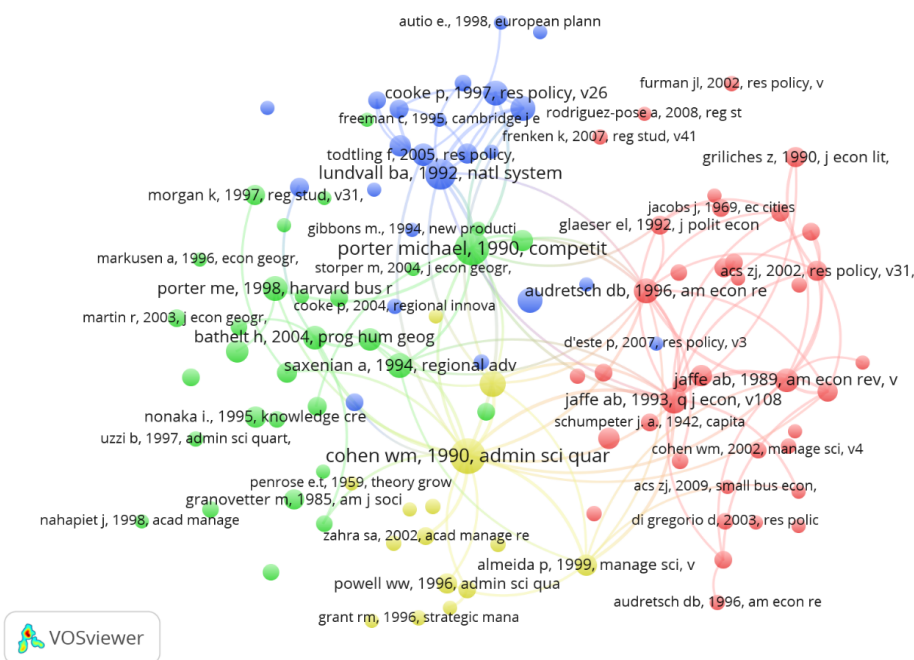 autio e., 1998, european plann
furman jl, 2002, res policy, v
cooke p, 1997, res policy, v26
rodriguez-pose a, 2008, reg st
freeman c, 1995, cambridge j e
frenken k, 2007, reg stud, v41
todtling f, 2005, res policy,
griliches z, 1990, j econ lit,
lundvall ba, 1992, natl system
morgan k, 1997, reg stud, v31,
jacobs j, 1969, ec cities
gibbons m., 1994, new producti
glaeser el, 1992, j polit econ
porter michael, 1990, competit
markusen a, 1996, econ geogr,
storper m, 2004, j econ geogr,
acs zj, 2002, res policy, v31,
porter me, 1998, harvard bus r
audretsch db, 1996, am econ re
cooke p, 2004, regional innova
martin r, 2003, j econ geogr,
bathelt h, 2004, prog hum geog
d'este p, 2007, res policy, v3
saxenian a, 1994, regional adv
jaffe ab, 1989, am econ rev, v
jaffe ab, 1993, q j econ, v108
nonaka i., 1995, knowledge cre
schumpeter j. a., 1942, capita
uzzi b, 1997, admin sci quart,
cohen wm, 2002, manage sci, v4
cohen wm, 1990, admin sci quar
penrose e.t, 1959, theory grow
acs zj, 2009, small bus econ,
granovetter m, 1985, am j soci
nahapiet j, 1998, acad manage
di gregorio d, 2003, res polic
zahra sa, 2002, acad manage re
almeida p, 1999, manage sci, v
powell ww, 1996, admin sci qua
audretsch db, 1996, am econ re
grant rm, 1996, strategic mana
VOSviewer